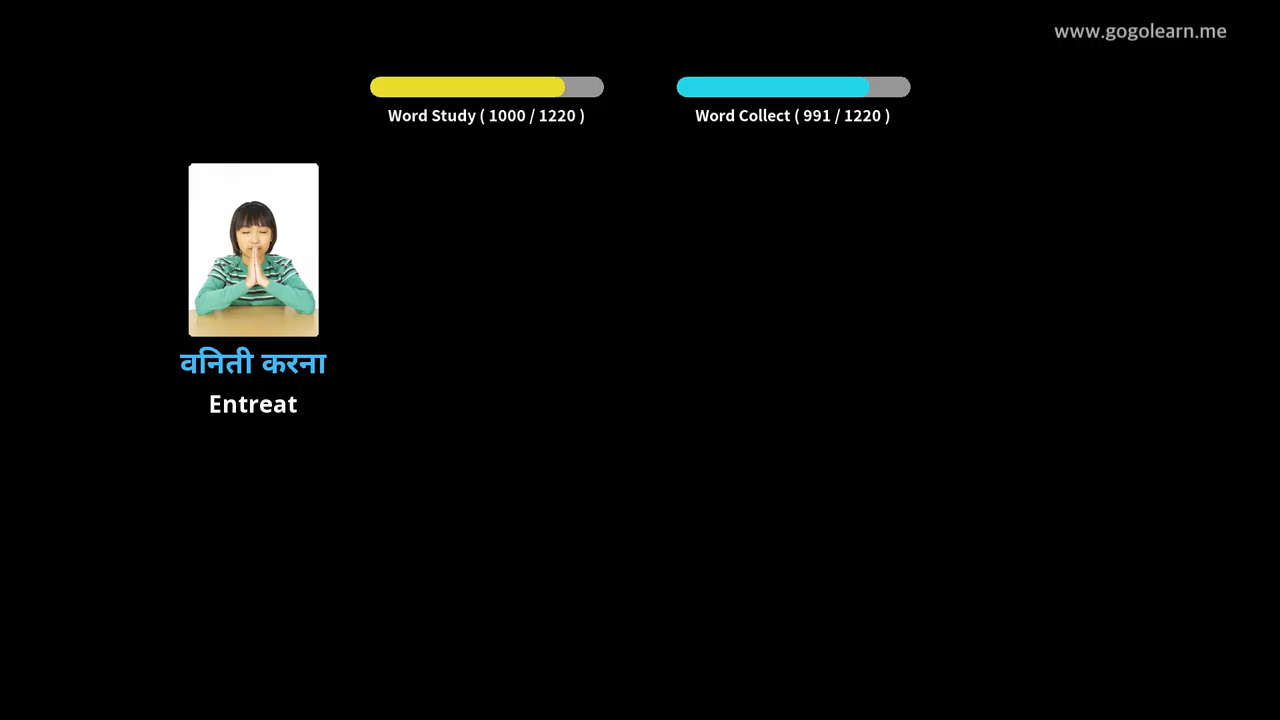 www.gogolearn.me
Word Study ( 1000 / 1220 )
Word Collect ( 991 / 1220 )
वनिती करना
Entreat